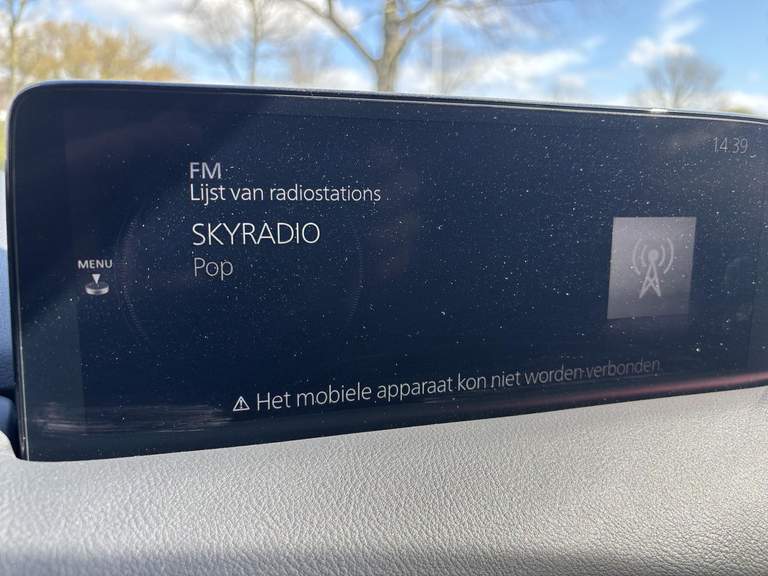 14:39
FM
Lijst van radiostations
SKYRADIO
Pop
MENU
⚠ Het mobiele apparaat kon niet worden verbonden.